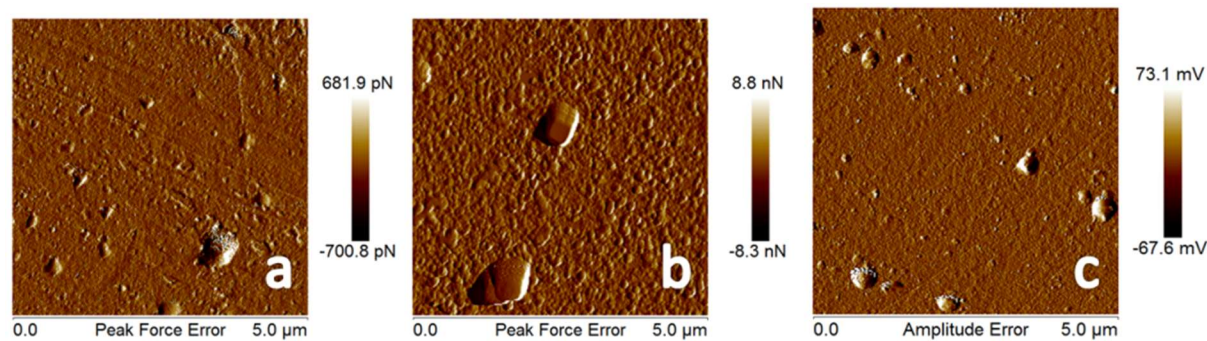 681.9 pN
-700.8 pN
a
0.0 Peak Force Error 5.0 µm
8.8 nN
-8.3 nN
b
0.0 Peak Force Error 5.0 µm
73.1 mV
-67.6 mV
c
0.0 Amplitude Error 5.0 µm